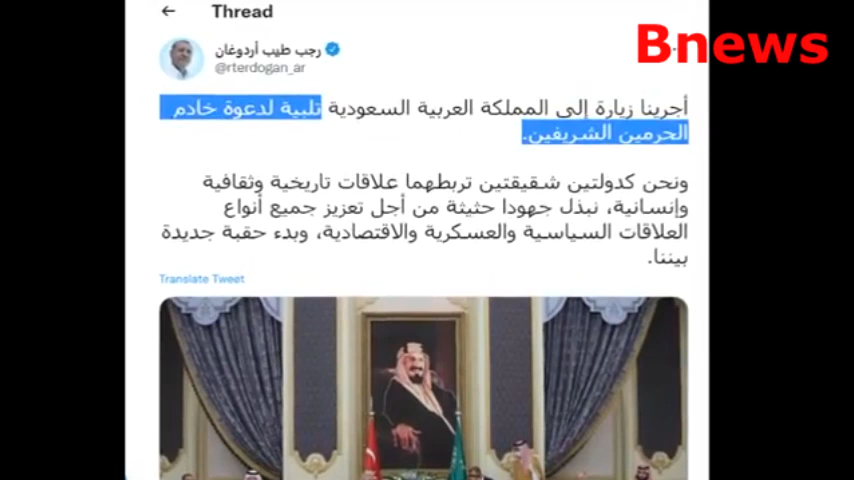 Thread
Bnews
رجب طيب أردوغان
@rterdogan_ar
أجرينا زيارة إلى المملكة العربية السعودية تلبية لدعوة خادم
الحرمين الشريفين.
ونحن كدولتين شقيقتين تربطهما علاقات تاريخية وثقافية
وإنسانية، نبذل جهودا حثيثة من أجل تعزيز جميع أنواع
العلاقات السياسية والعسكرية والاقتصادية، وبدء حقبة جديدة
بيننا.
Translate Tweet